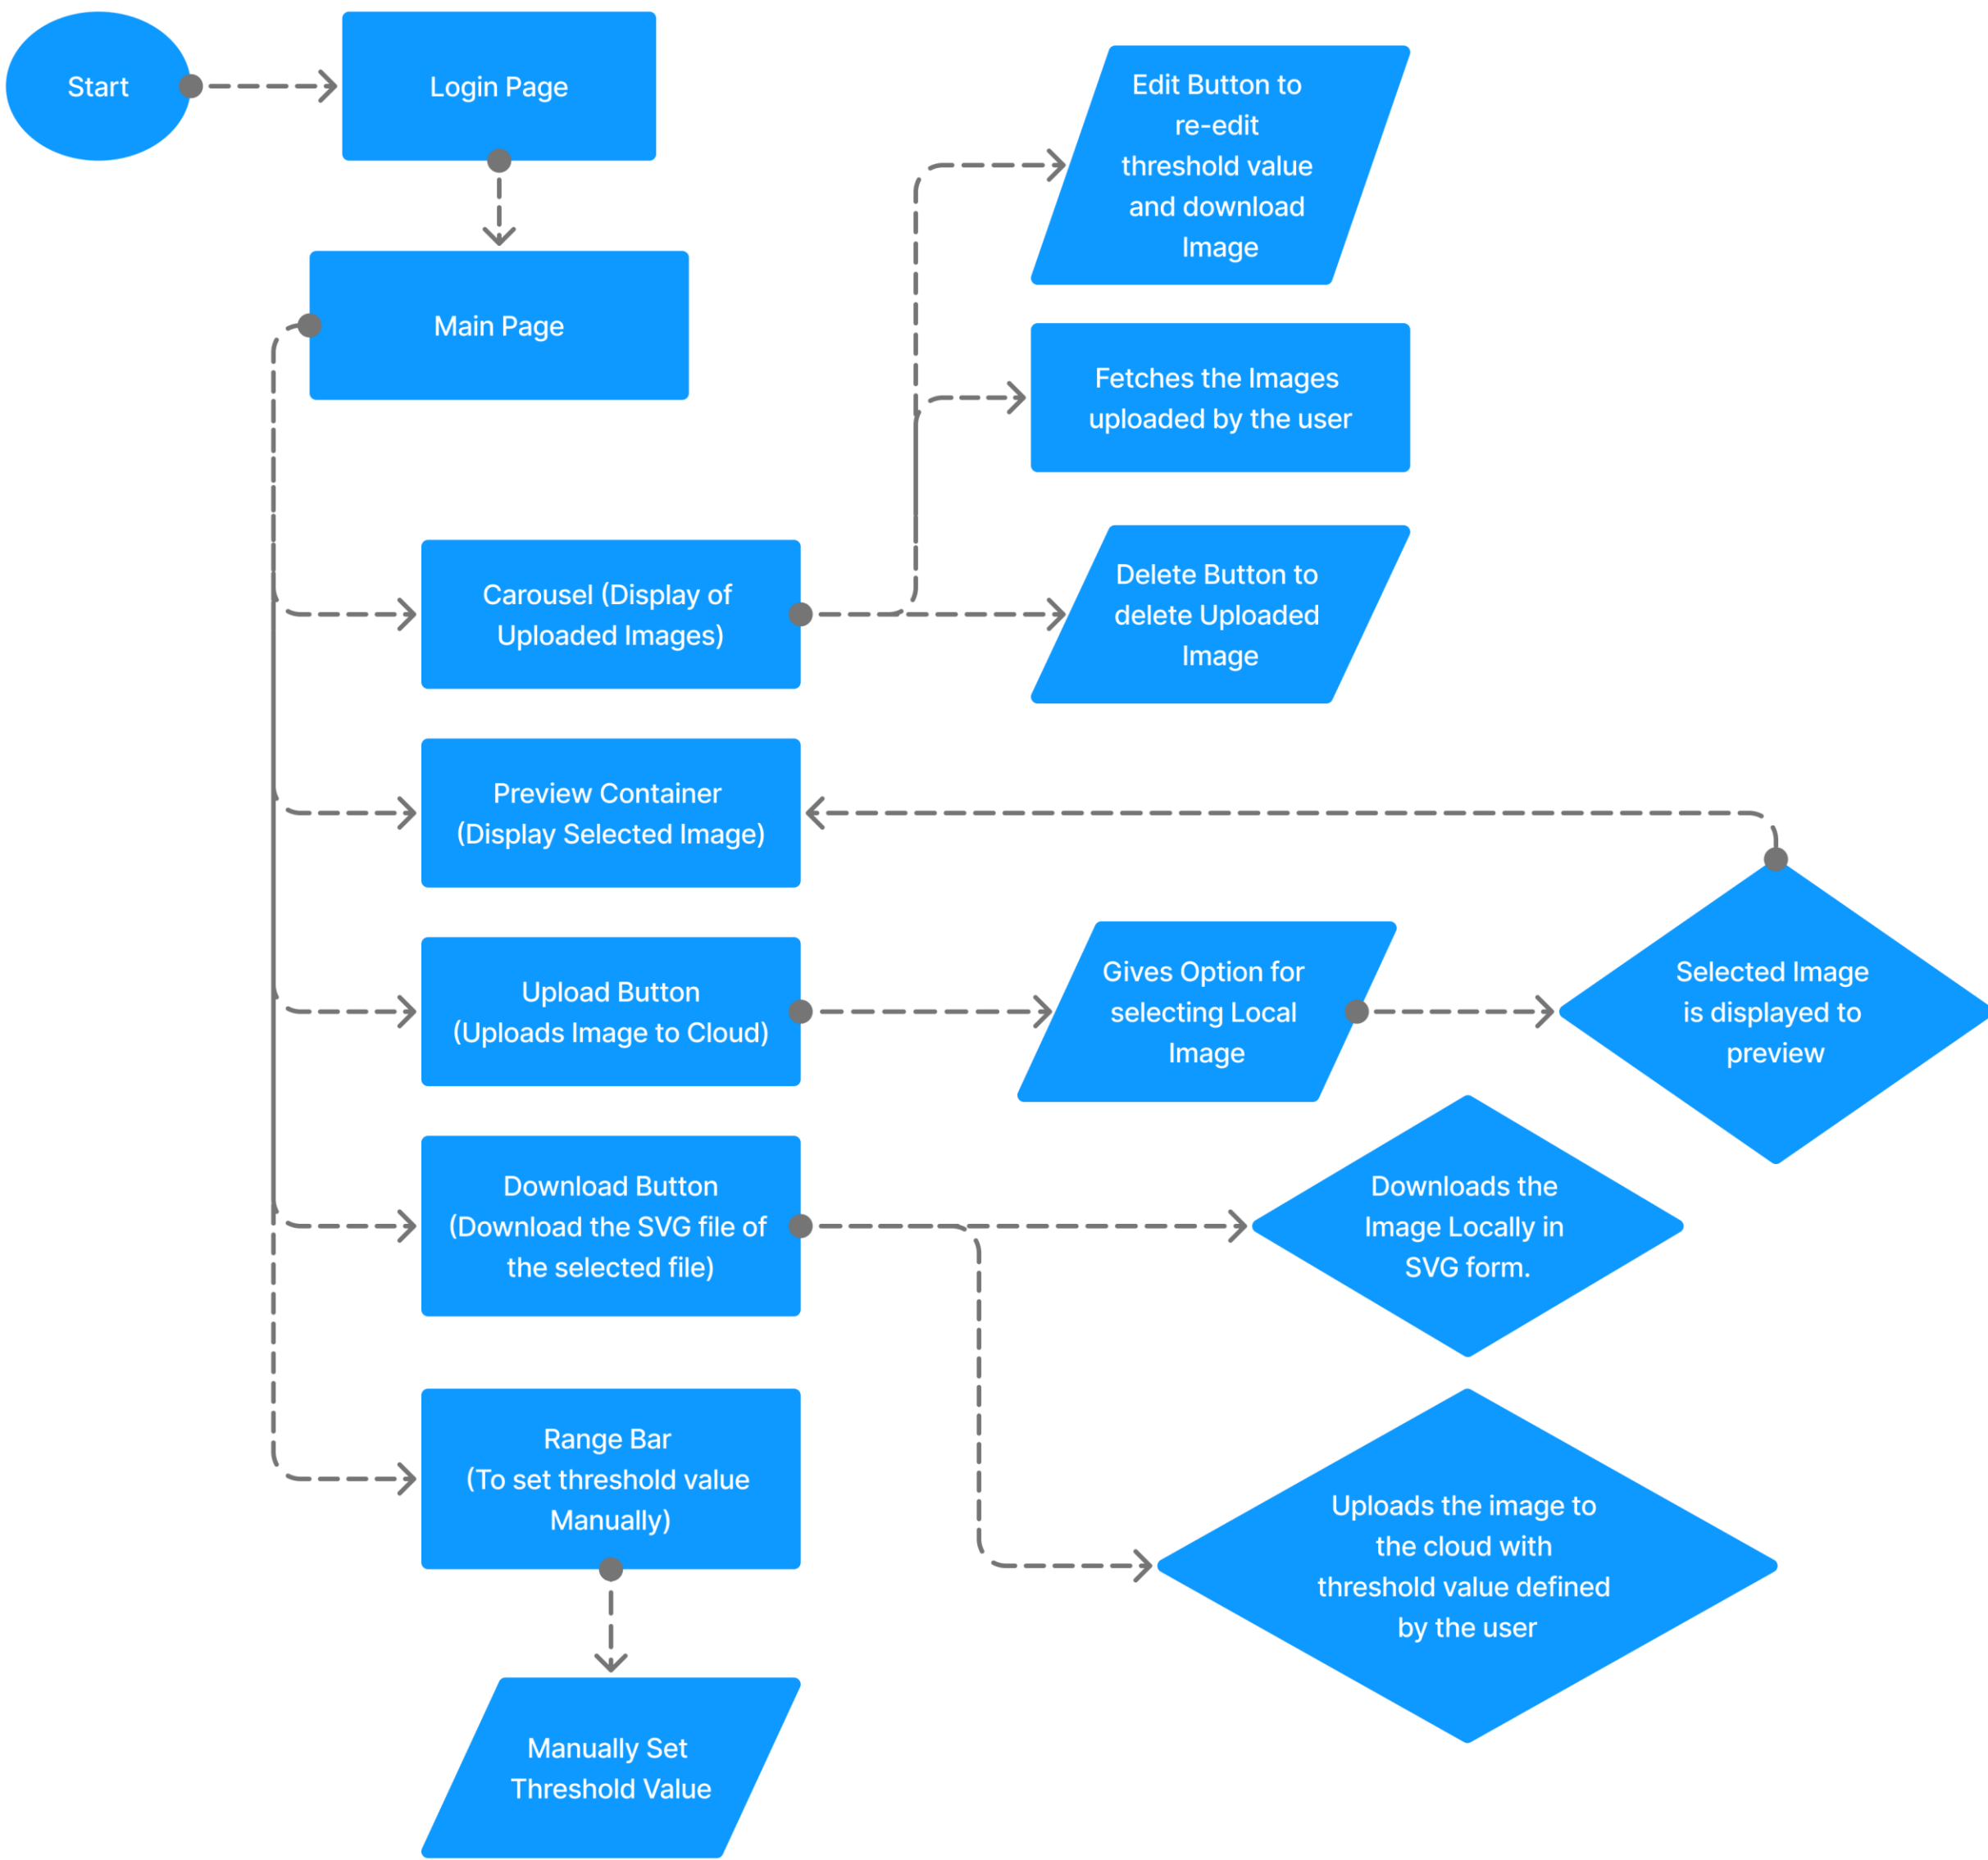 Start
Login Page
Main Page
Edit Button to
re-edit
threshold value
and download
Image
Fetches the Images
uploaded by the user
Carousel (Display of
Uploaded Images)
Delete Button to
delete Uploaded
Image
Preview Container
(Display Selected Image)
Upload Button
(Uploads Image to Cloud)
Gives Option for
selecting Local
Image
Selected Image
is displayed to
preview
Download Button
(Download the SVG file of
the selected file)
Downloads the
Image Locally in
SVG form.
Range Bar
(To set threshold value
Manually)
Uploads the image to
the cloud with
threshold value defined
by the user
Manually Set
Threshold Value